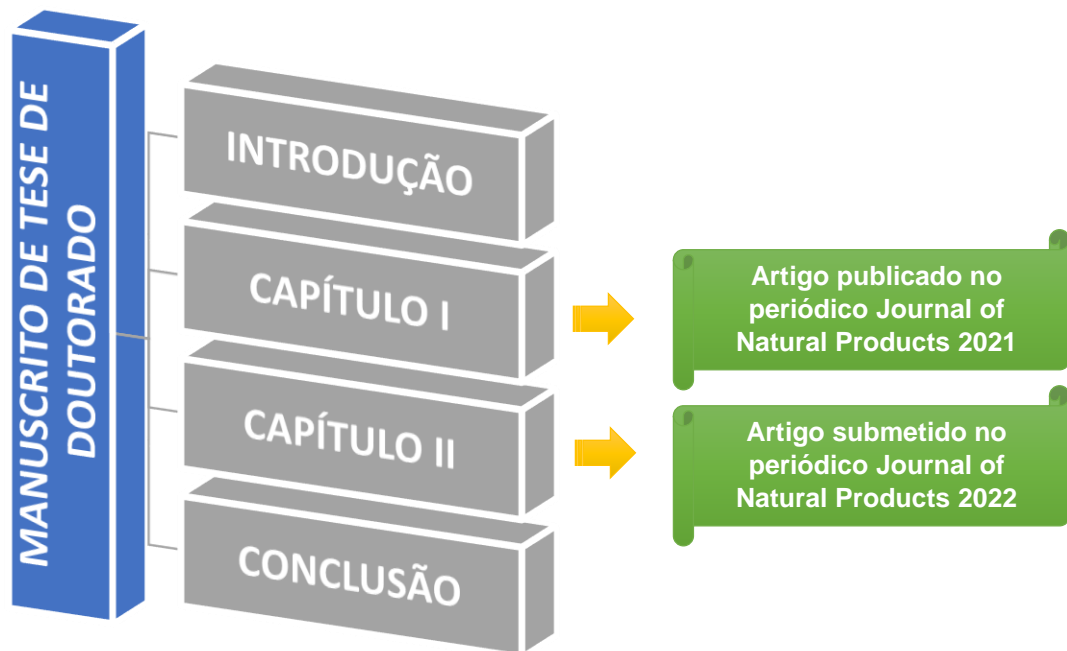 MANUSCRITO DE TESE DE
DOUTORADO
INTRODUÇÃO
CAPÍTULO I
Artigo publicado no
periódico Journal of
Natural Products 2021
CAPÍTULO II
Artigo submetido no
periódico Journal of
Natural Products 2022
CONCLUSÃO